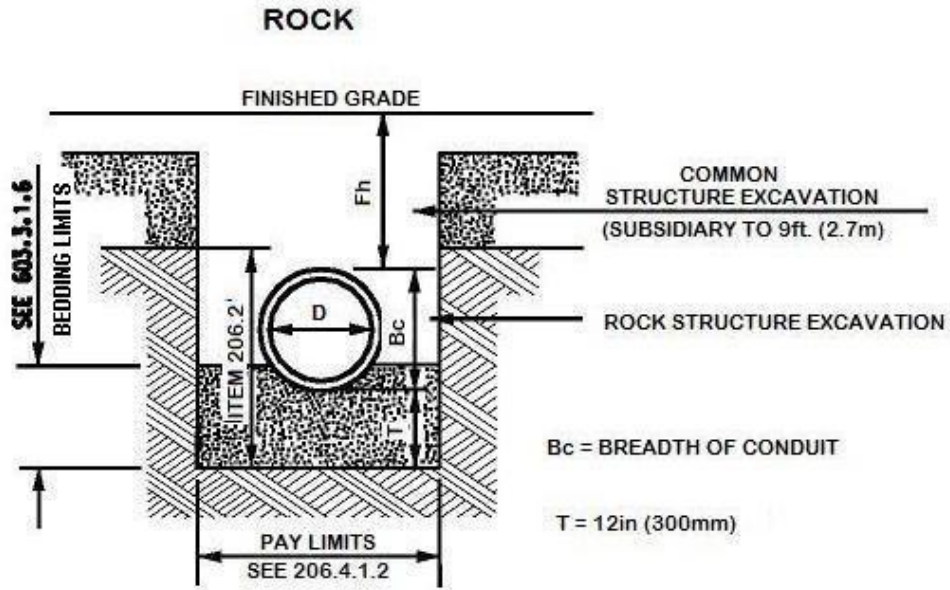 ROCK
FINISHED GRADE
Fh
COMMON
STRUCTURE EXCAVATION
(SUBSIDIARY TO 9ft. (2.7m)
SEE 603.3.1.6
BEDDING LIMITS
ITEM 206.2'
D
Bc
ROCK STRUCTURE EXCAVATION
T
Bc = BREADTH OF CONDUIT
T = 12in (300mm)
PAY LIMITS
SEE 206.4.1.2